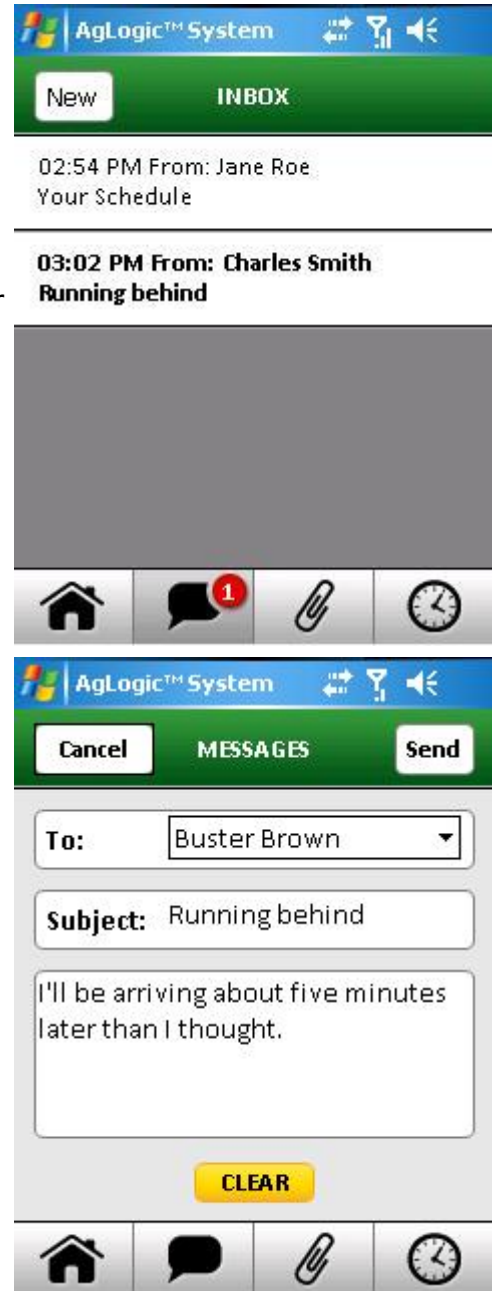 AgLogic™ System
New INBOX
02:54 PM From: Jane Roe
Your Schedule
03:02 PM From: Charles Smith
Running behind
1
AgLogic™ System
Cancel MESSAGES Send
To: Buster Brown
Subject: Running behind
I'll be arriving about five minutes
later than I thought.
CLEAR